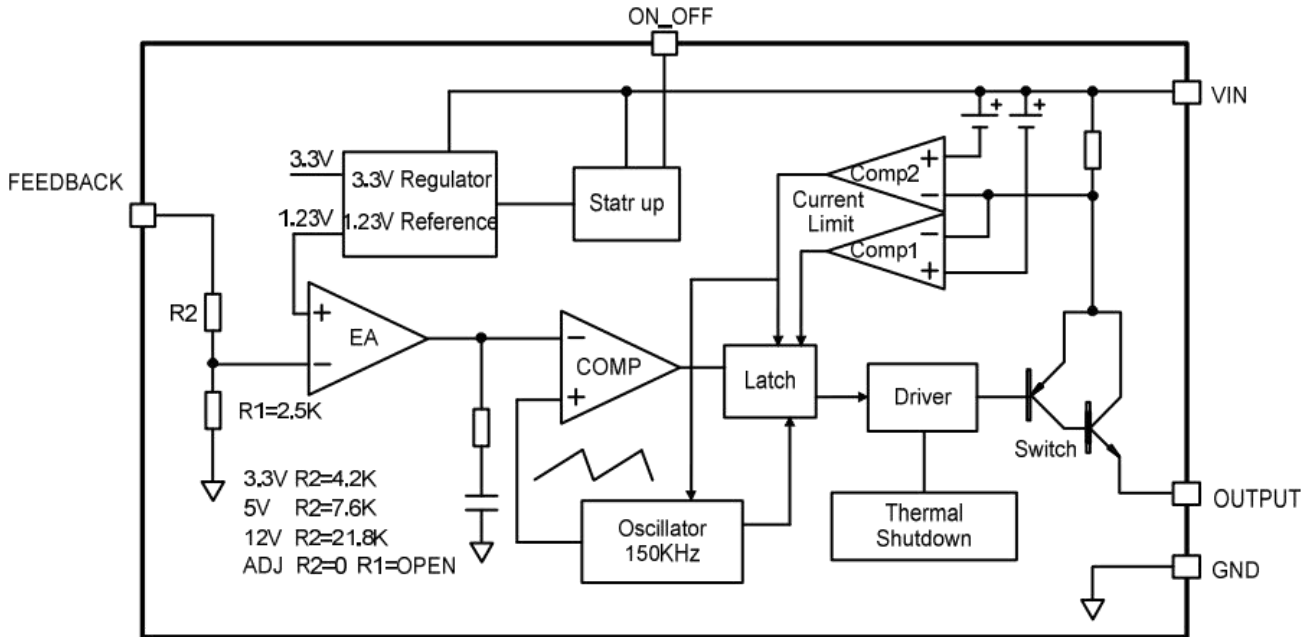 ON_OFF
VIN
FEEDBACK
3.3V
3.3V Regulator
1.23V
1.23V Reference
Statr up
+
+
+
Comp2
−
Current
Limit
−
Comp1
+
R2
+
EA
−
R1=2.5K
−
COMP
+
Latch
Driver
Switch
3.3V R2=4.2K
5V R2=7.6K
12V R2=21.8K
ADJ R2=0 R1=OPEN
Oscillator
150KHz
Thermal
Shutdown
OUTPUT
GND